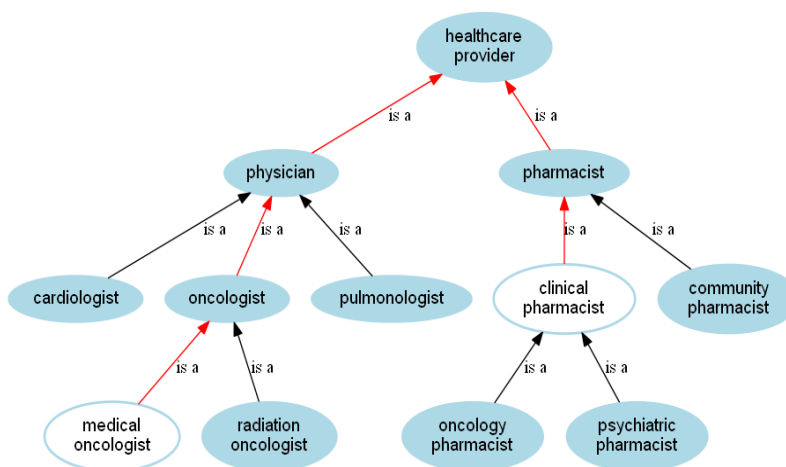 healthcare
provider
is a
is a
physician
pharmacist
is a
is a
is a
is a
is a
cardiologist
oncologist
pulmonologist
clinical
pharmacist
community
pharmacist
is a
is a
is a
is a
medical
oncologist
radiation
oncologist
oncology
pharmacist
psychiatric
pharmacist